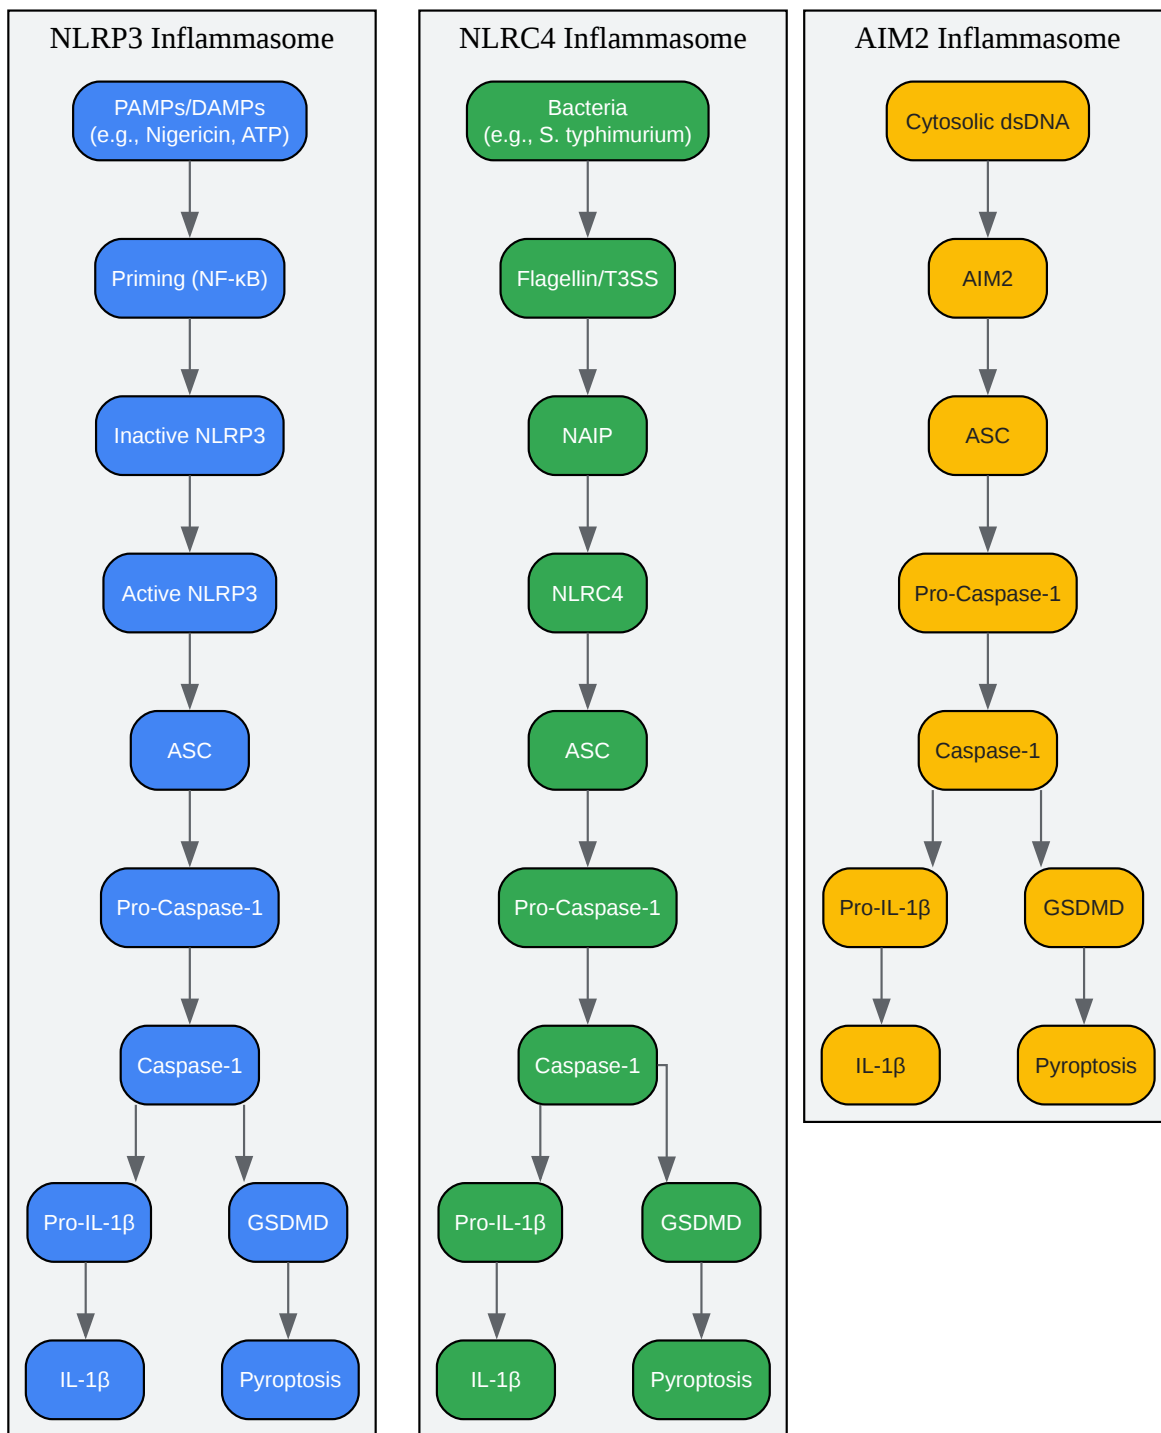 NLRP3 Inflammasome
PAMPs/DAMPs
(e.g., Nigericin, ATP)
Priming (NF-κB)
Inactive NLRP3
Active NLRP3
ASC
Pro-Caspase-1
Caspase-1
Pro-IL-1β
GSDMD
IL-1β
Pyroptosis
NLRC4 Inflammasome
Bacteria
(e.g., S. typhimurium)
Flagellin/T3SS
NAIP
NLRC4
ASC
Pro-Caspase-1
Caspase-1
Pro-IL-1β
GSDMD
IL-1β
Pyroptosis
AIM2 Inflammasome
Cytosolic dsDNA
AIM2
ASC
Pro-Caspase-1
Caspase-1
Pro-IL-1β
GSDMD
IL-1β
Pyroptosis